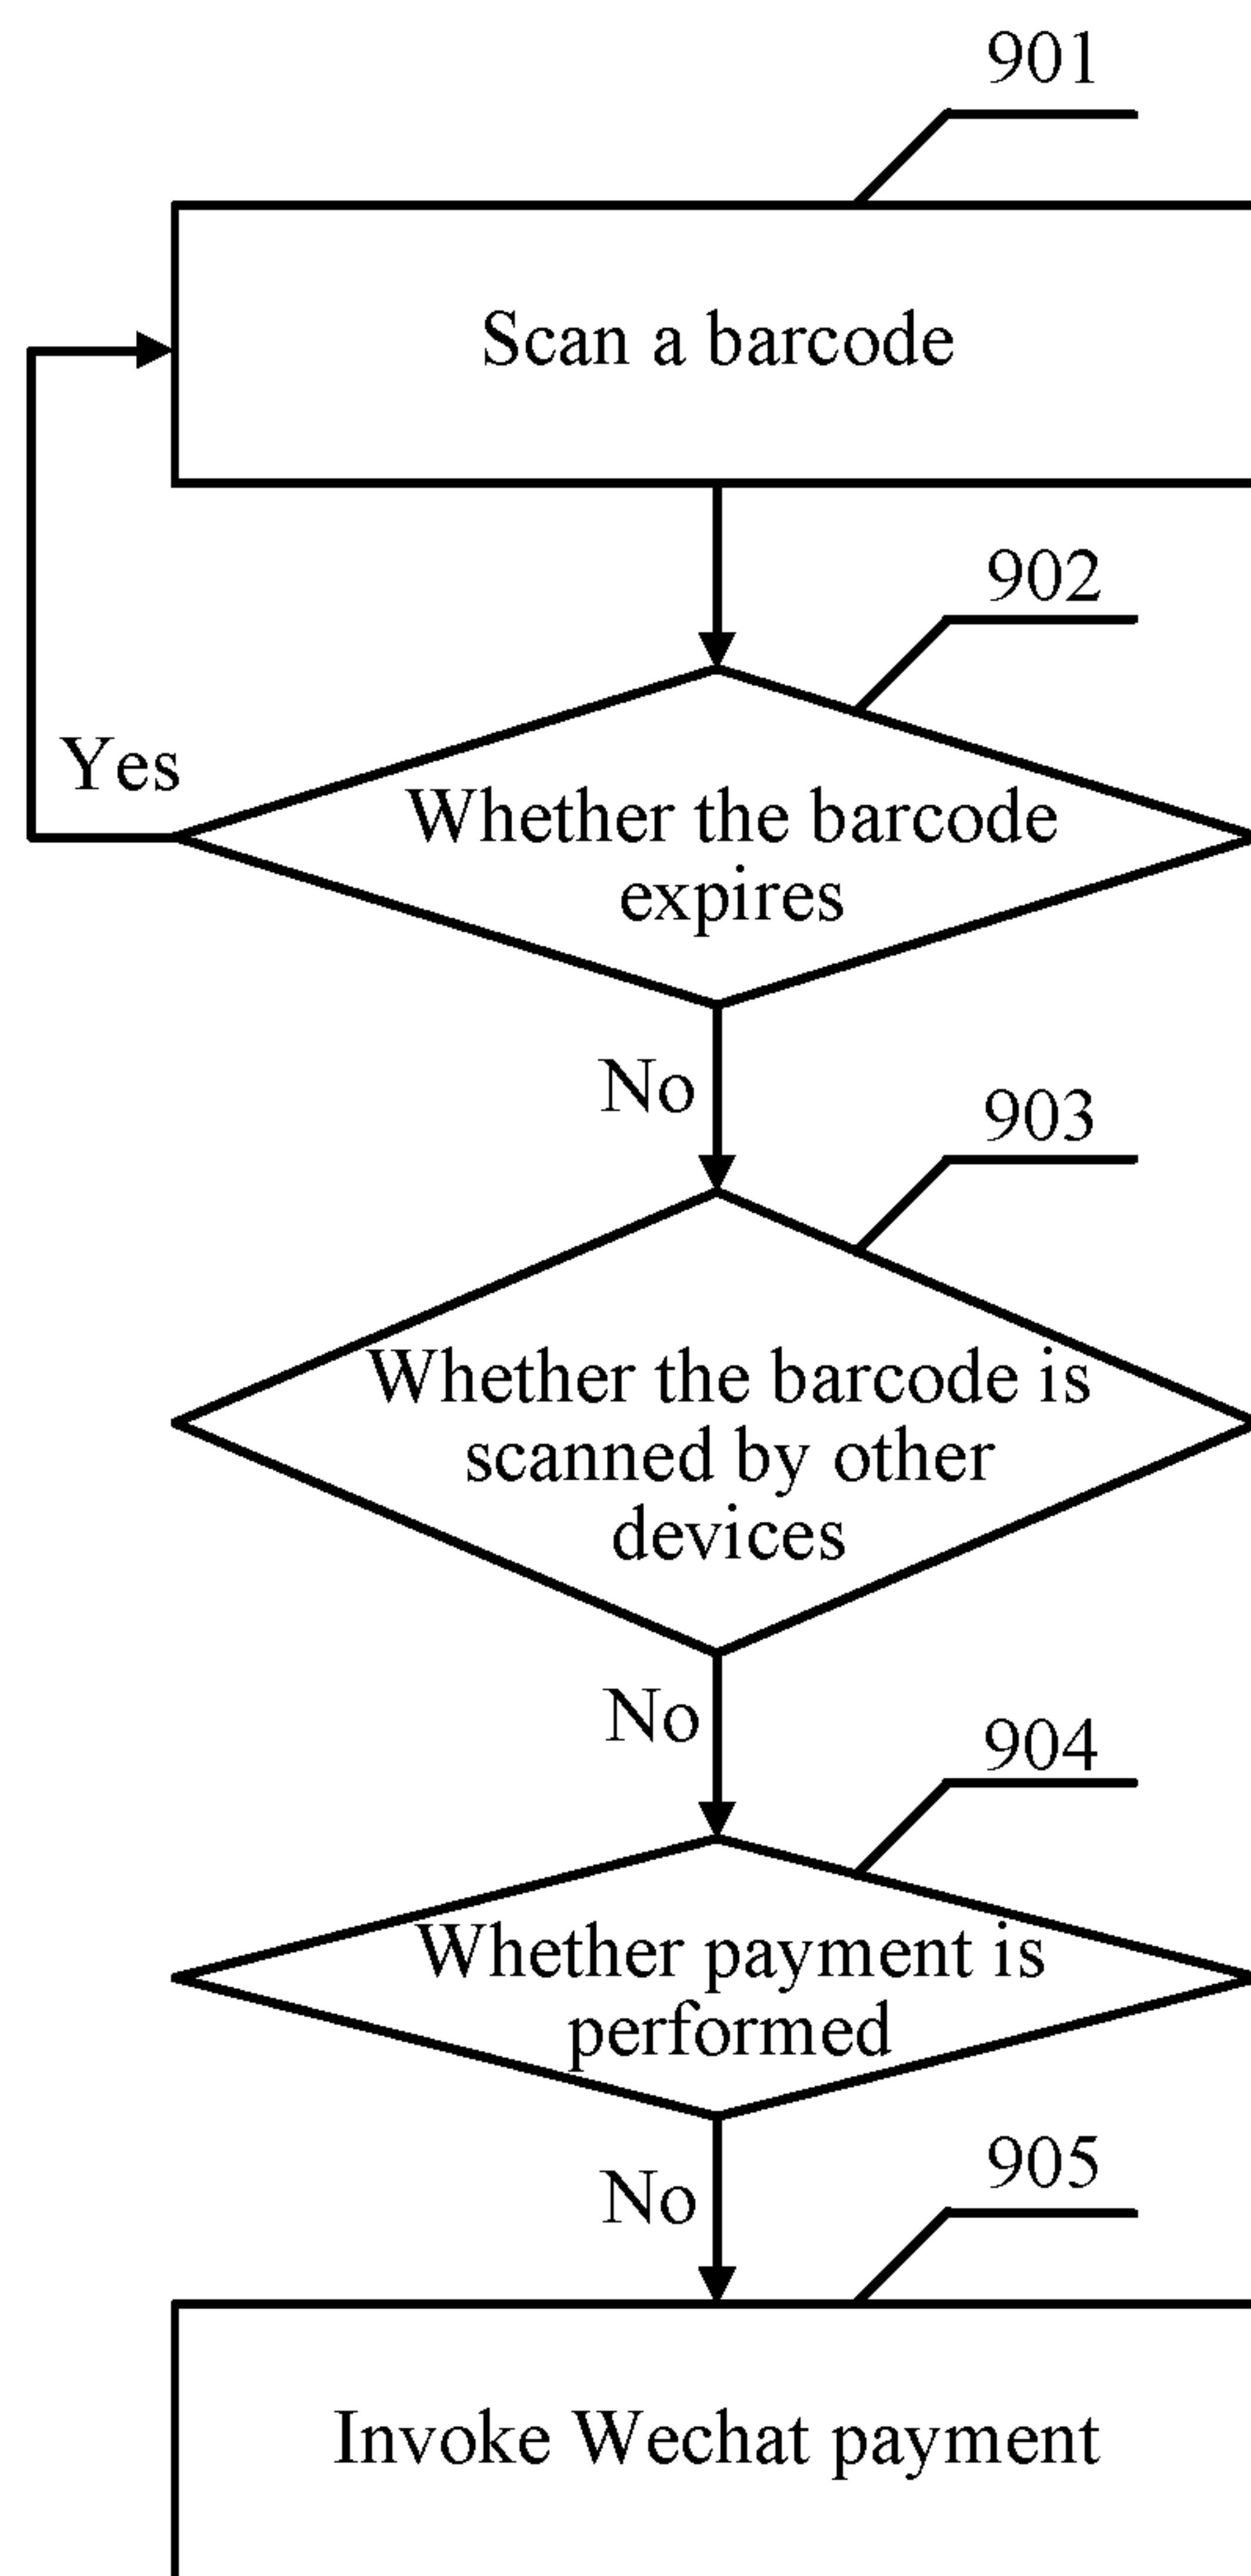 901
Scan a barcode
902
Yes
Whether the barcode
expires
No
903
Whether the barcode is
scanned by other
devices
No
904
Whether payment is
performed
No
905
Invoke Wechat payment